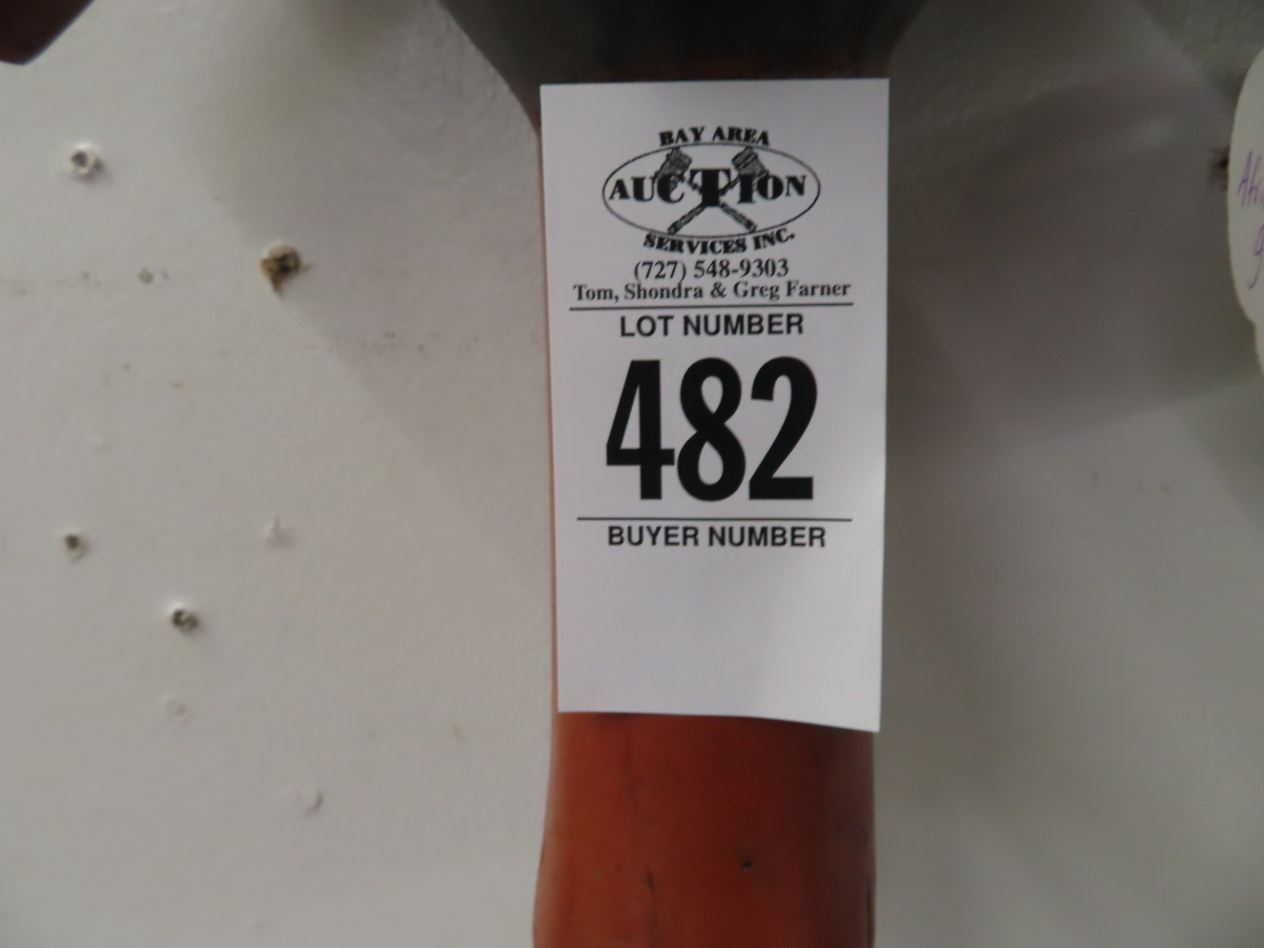 BAY AREA
AUCTION
SERVICES INC.
(727) 548-9303
Tom, Shondra & Greg Farner
LOT NUMBER
482
BUYER NUMBER